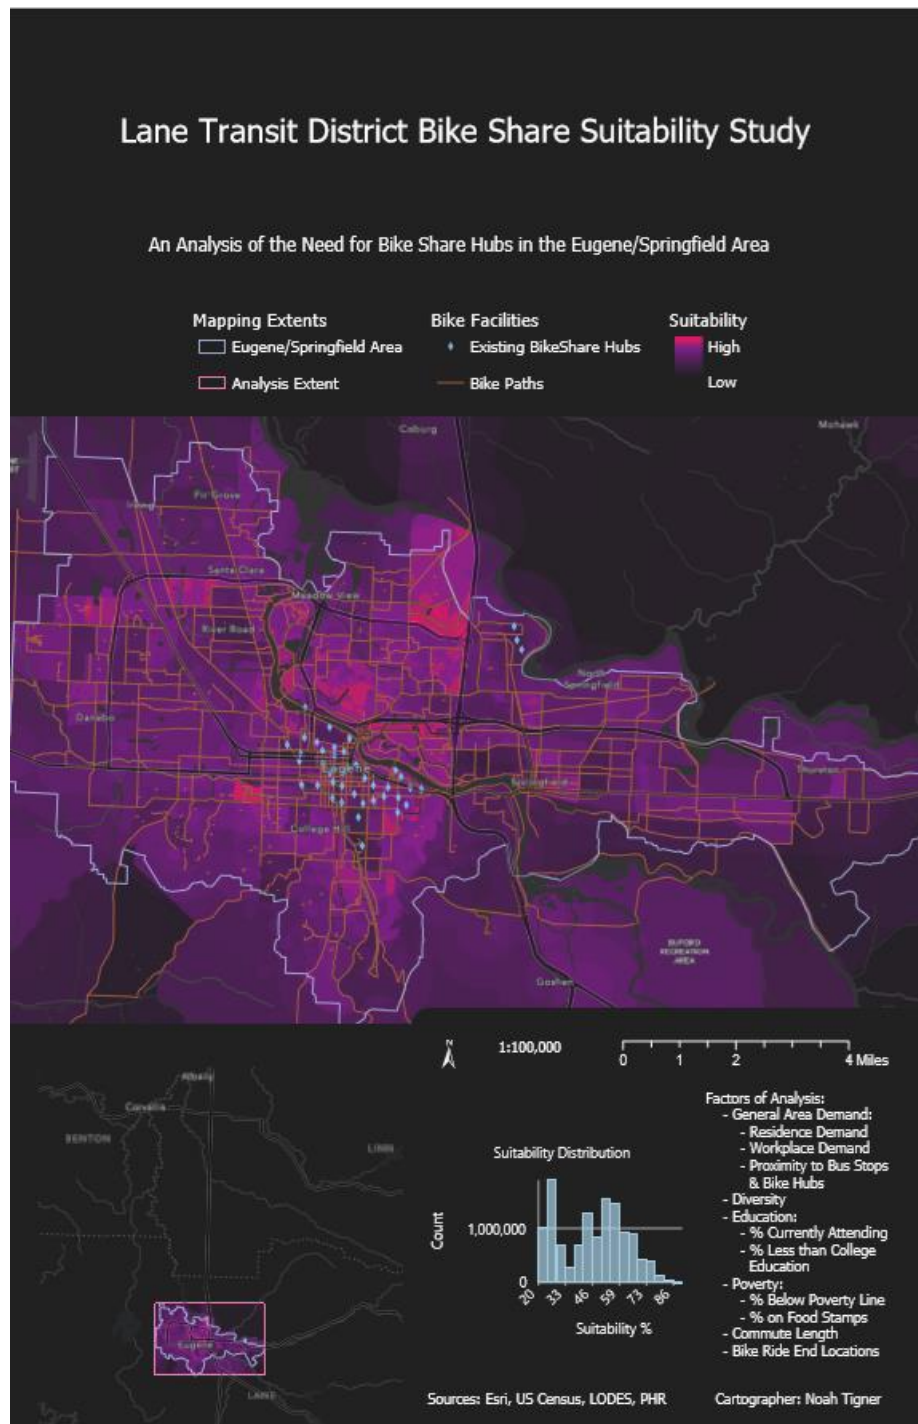 Lane Transit District Bike Share Suitability Study
An Analysis of the Need for Bike Share Hubs in the Eugene/Springfield Area
Mapping Extents
Eugene/Springfield Area
Analysis Extent
Bike Facilities
Existing BikeShare Hubs
Bike Paths
Suitability
High
Low
Coburg
Mohawk
Irving
Fir Grove
Santa Clara
Meadow View
River Road
North
Springfield
Danebo
Eugene
Springfield
Thurston
College Hill
BUFORD
RECREATION
AREA
Goshen
N
1:100,000
0 1 2 4 Miles
Albany
Corvallis
BENTON
LINN
Eugene
LANE
Suitability Distribution
Count
1,000,000
0
20 33 46 59 73 86
Suitability %
Factors of Analysis:
- General Area Demand:
- Residence Demand
- Workplace Demand
- Proximity to Bus Stops
& Bike Hubs
- Diversity
- Education:
- % Currently Attending
- % Less than College
Education
- Poverty:
- % Below Poverty Line
- % on Food Stamps
- Commute Length
- Bike Ride End Locations
Sources: Esri, US Census, LODES, PHR
Cartographer: Noah Tigner